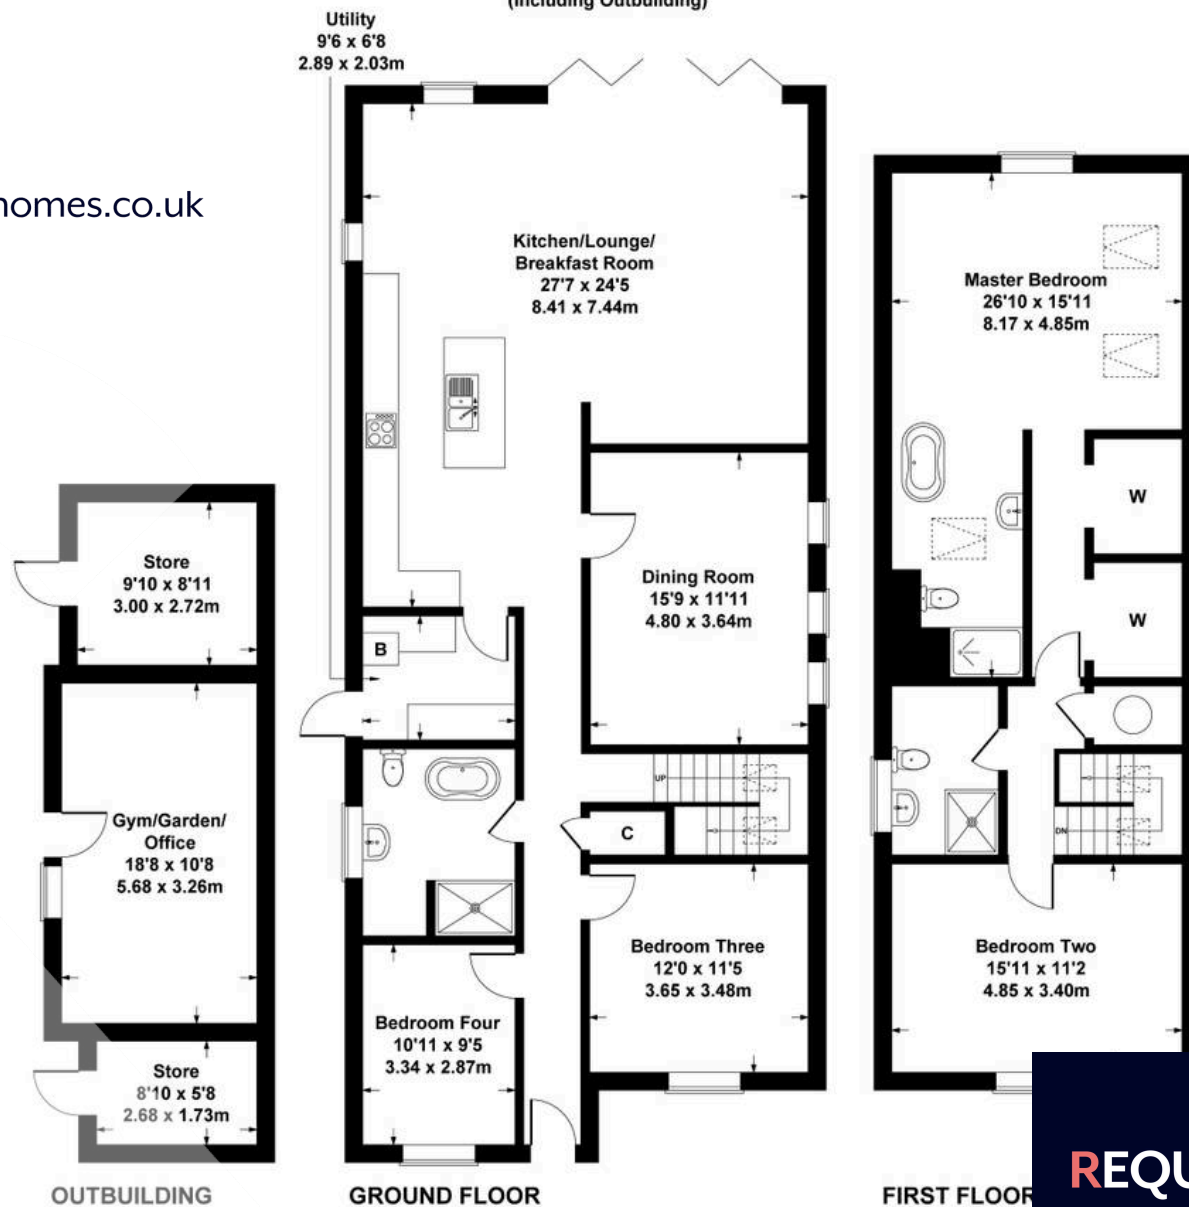 (Including Outbuilding)
Utility
9'6 x 6'8
2.89 x 2.03m
homes.co.uk
Kitchen/Lounge/
Breakfast Room
27'7 x 24'5
8.41 x 7.44m
Master Bedroom
26'10 x 15'11
8.17 x 4.85m
W
W
Store
9'10 x 8'11
3.00 x 2.72m
Dining Room
15'9 x 11'11
4.80 x 3.64m
B
UP
C
DN
Gym/Garden/
Office
18'8 x 10'8
5.68 x 3.26m
Bedroom Three
12'0 x 11'5
3.65 x 3.48m
Bedroom Two
15'11 x 11'2
4.85 x 3.40m
Bedroom Four
10'11 x 9'5
3.34 x 2.87m
Store
8'10 x 5'8
2.68 x 1.73m
OUTBUILDING
GROUND FLOOR
FIRST FLOOR
REQU